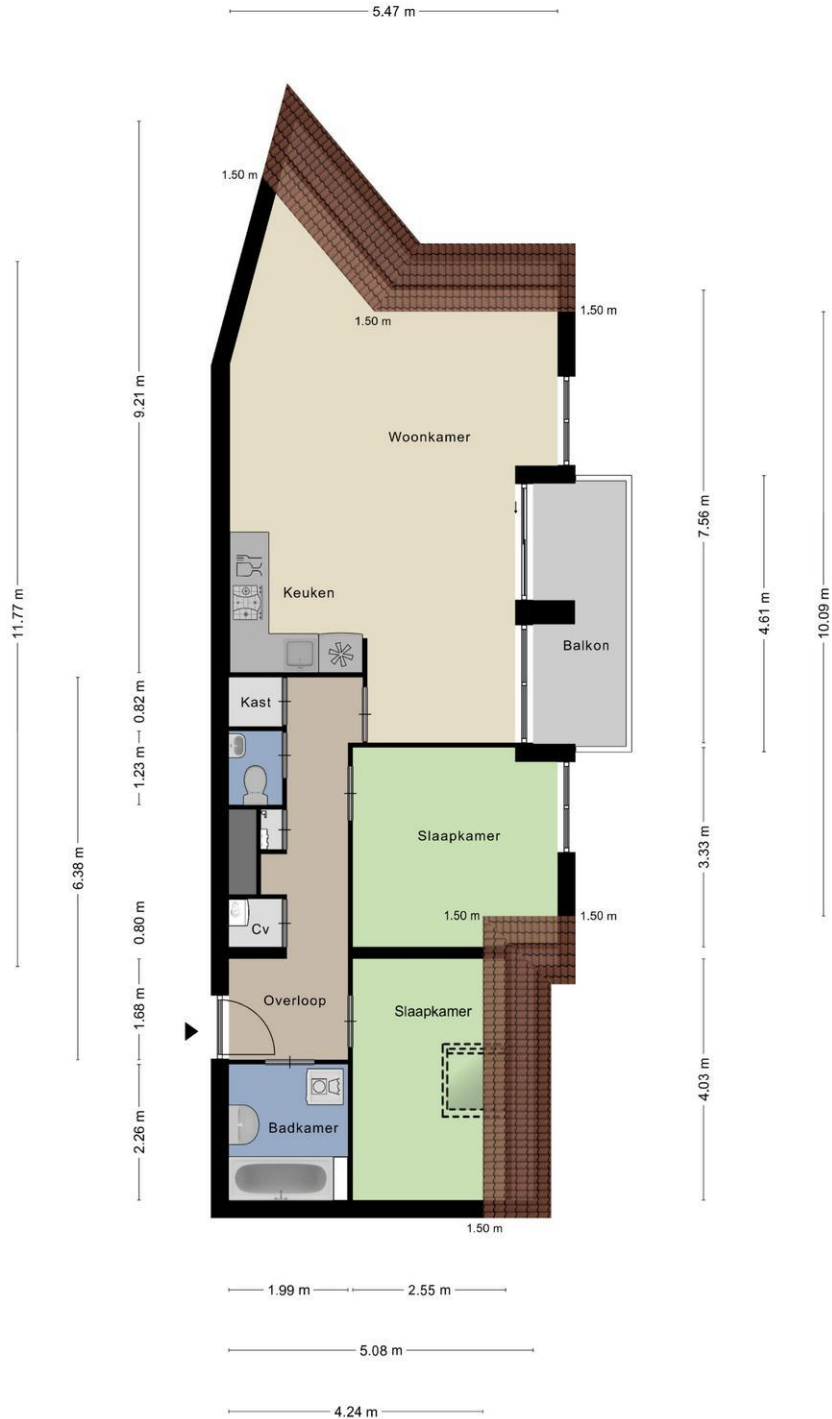 5.47 m
1.50 m
1.50 m
1.50 m
9.21 m
Woonkamer
7.56 m
11.77 m
4.61 m
10.09 m
Keuken
Balkon
0.82 m
Kast
1.23 m
6.38 m
Slaapkamer
3.33 m
1.50 m
1.50 m
0.80 m
Cv
1.68 m
Overloop
Slaapkamer
4.03 m
2.26 m
Badkamer
1.50 m
1.99 m
2.55 m
5.08 m
4.24 m